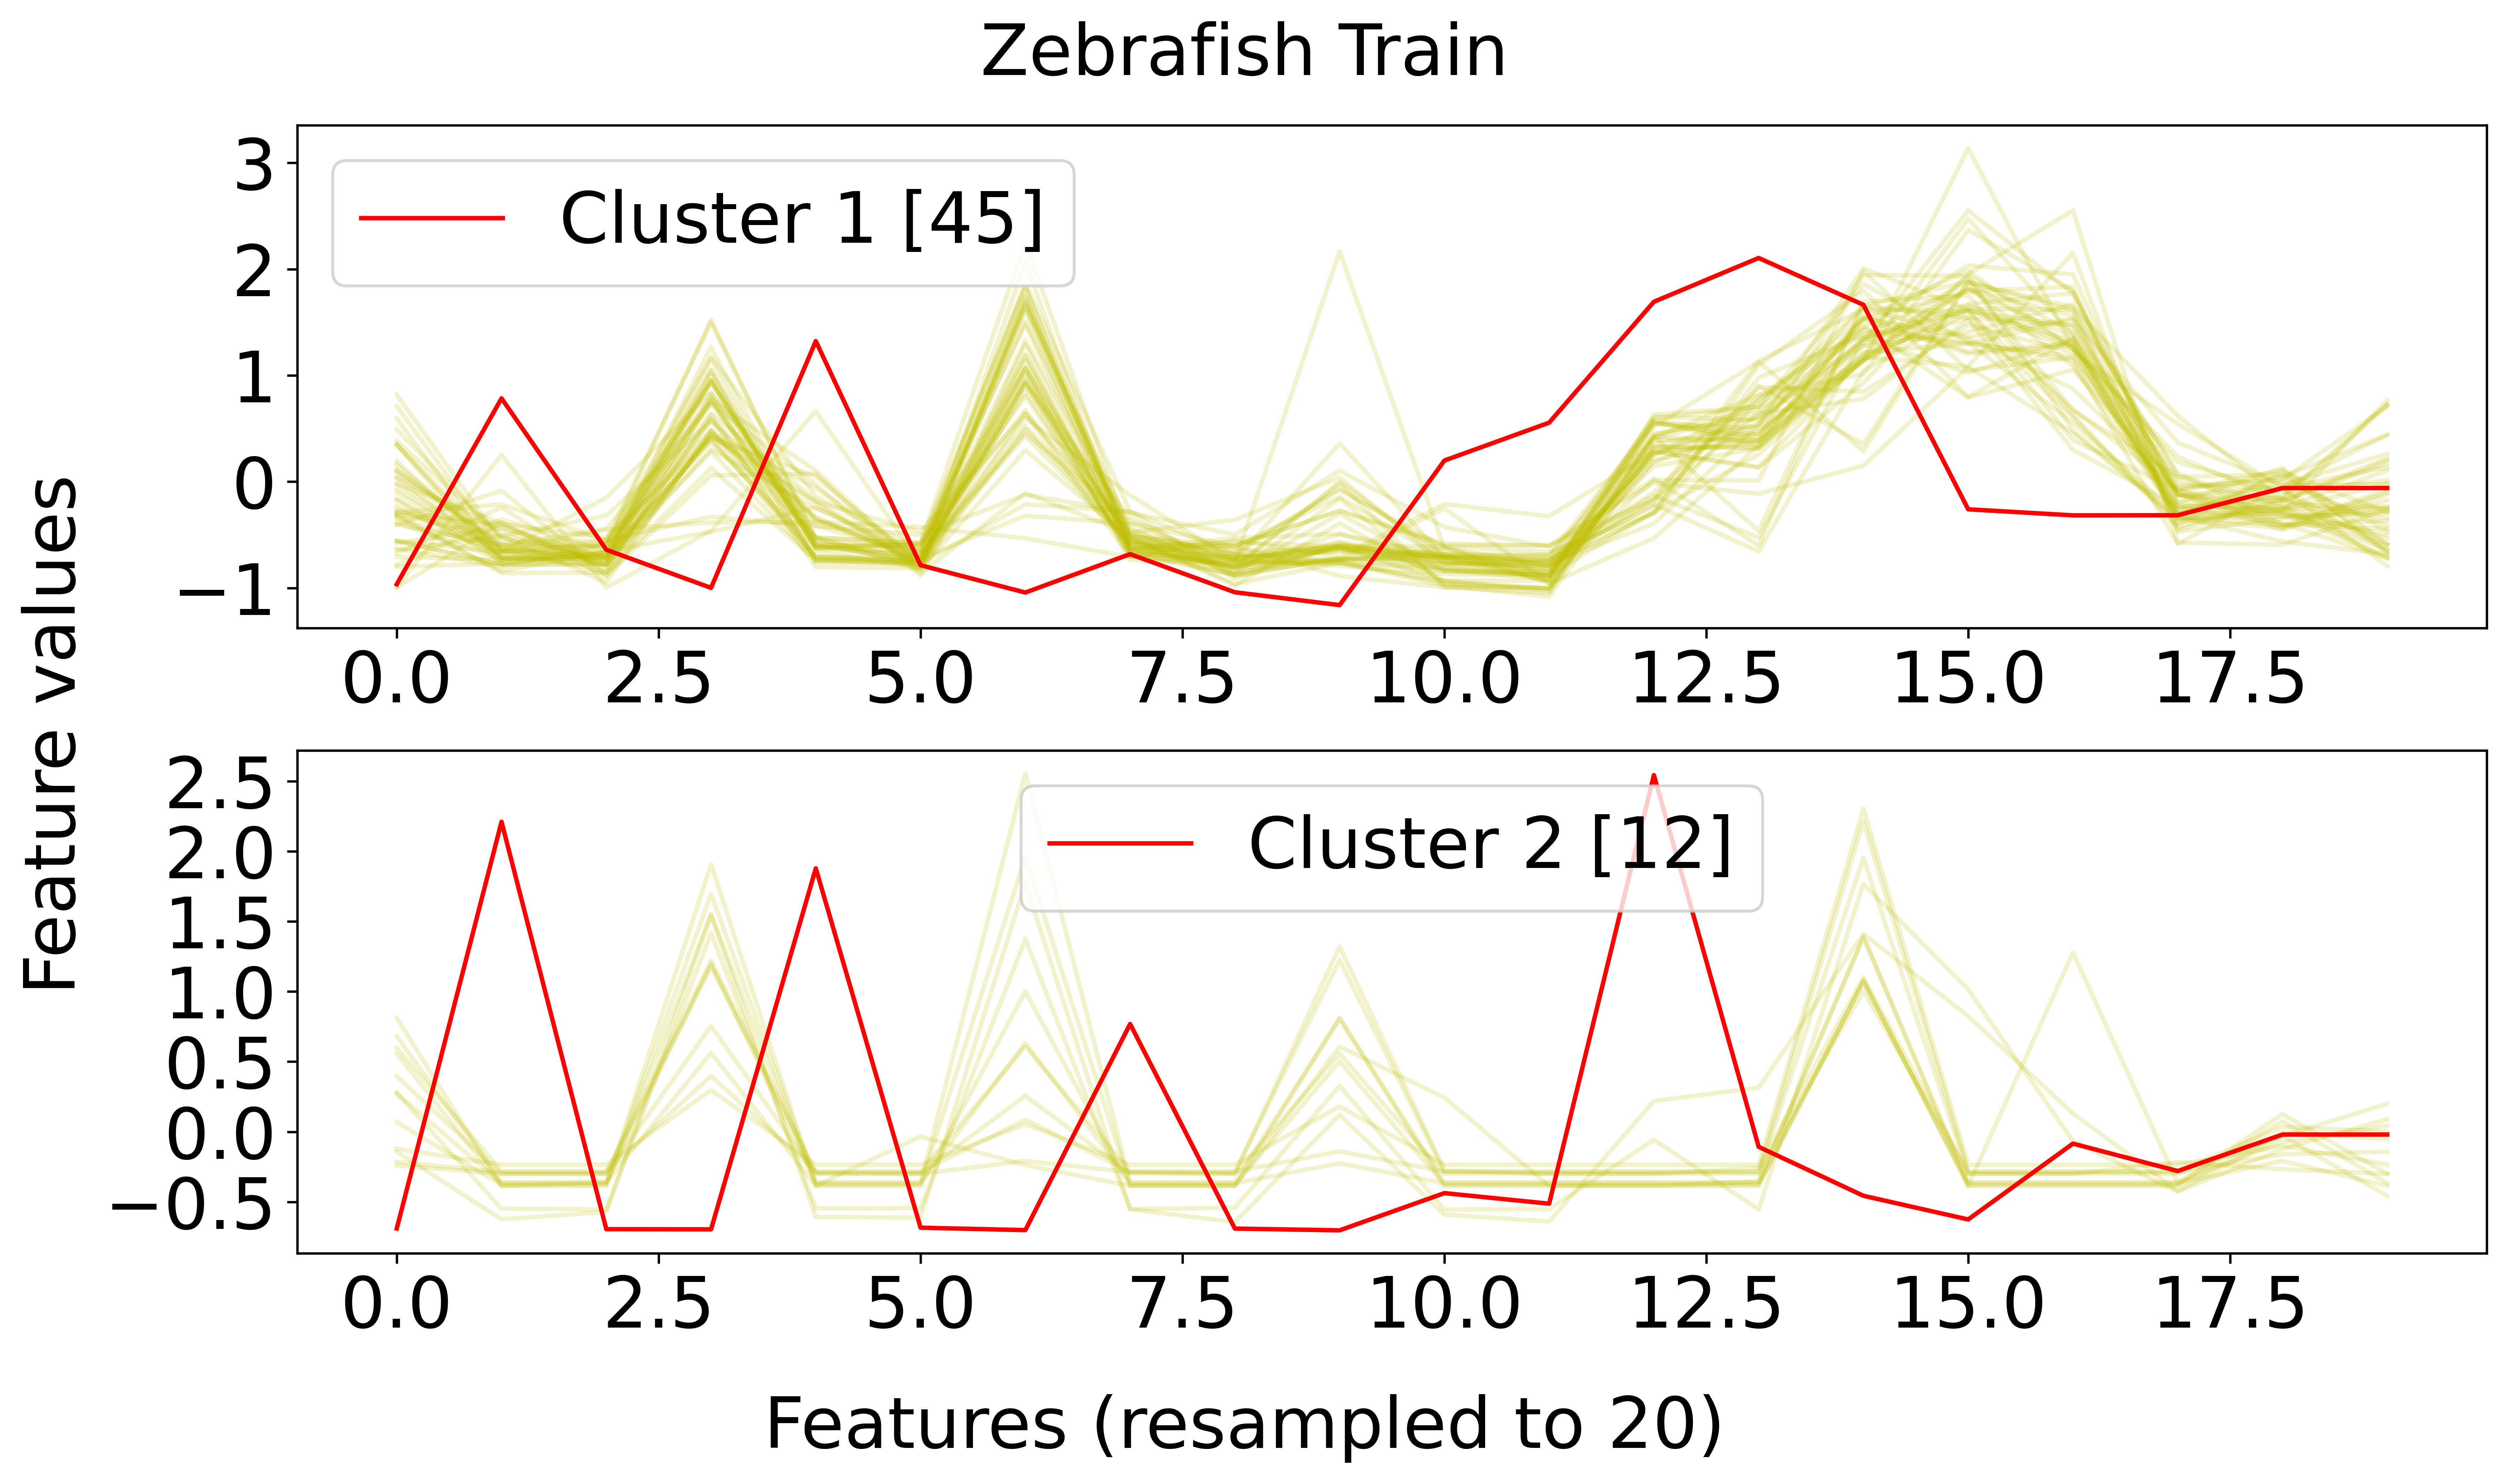 Zebrafish Train
Feature values
3
2
1
0
−1
Cluster 1 [45]
0.0 2.5 5.0 7.5 10.0 12.5 15.0 17.5
2.5
2.0
1.5
1.0
0.5
0.0
−0.5
Cluster 2 [12]
0.0 2.5 5.0 7.5 10.0 12.5 15.0 17.5
Features (resampled to 20)